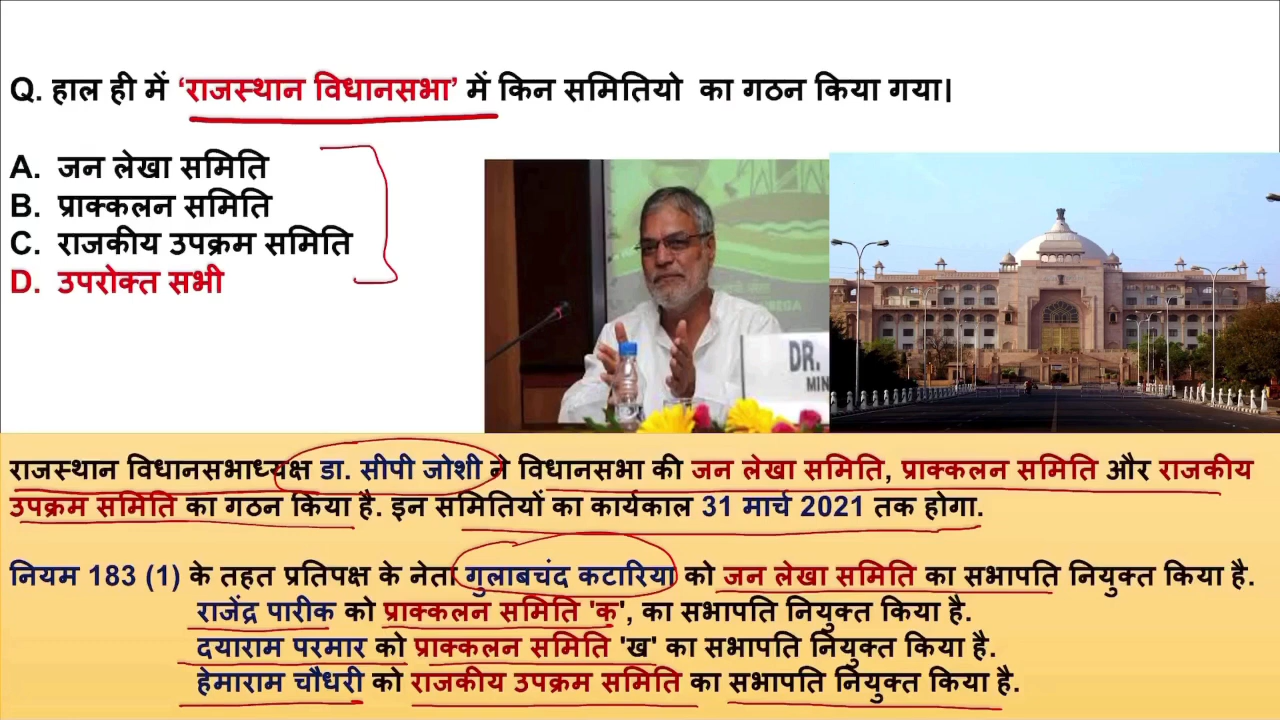 Q. हाल ही में ‘राजस्थान विधानसभा’ में किन समितियो का गठन किया गया।
A. जन लेखा समिति
B. प्राक्कलन समिति
C. राजकीय उपक्रम समिति
D. उपरोक्त सभी
DR.
MIN
राजस्थान विधानसभाध्यक्ष डा. सीपी जोशी ने विधानसभा की जन लेखा समिति, प्राक्कलन समिति और राजकीय
उपक्रम समिति का गठन किया है. इन समितियों का कार्यकाल 31 मार्च 2021 तक होगा.
नियम 183 (1) के तहत प्रतिपक्ष के नेता गुलाबचंद कटारिया को जन लेखा समिति का सभापति नियुक्त किया है.
राजेंद्र पारीक को प्राक्कलन समिति 'क', का सभापति नियुक्त किया है.
दयाराम परमार को प्राक्कलन समिति 'ख' का सभापति नियुक्त किया है.
हेमाराम चौधरी को राजकीय उपक्रम समिति का सभापति नियुक्त किया है.